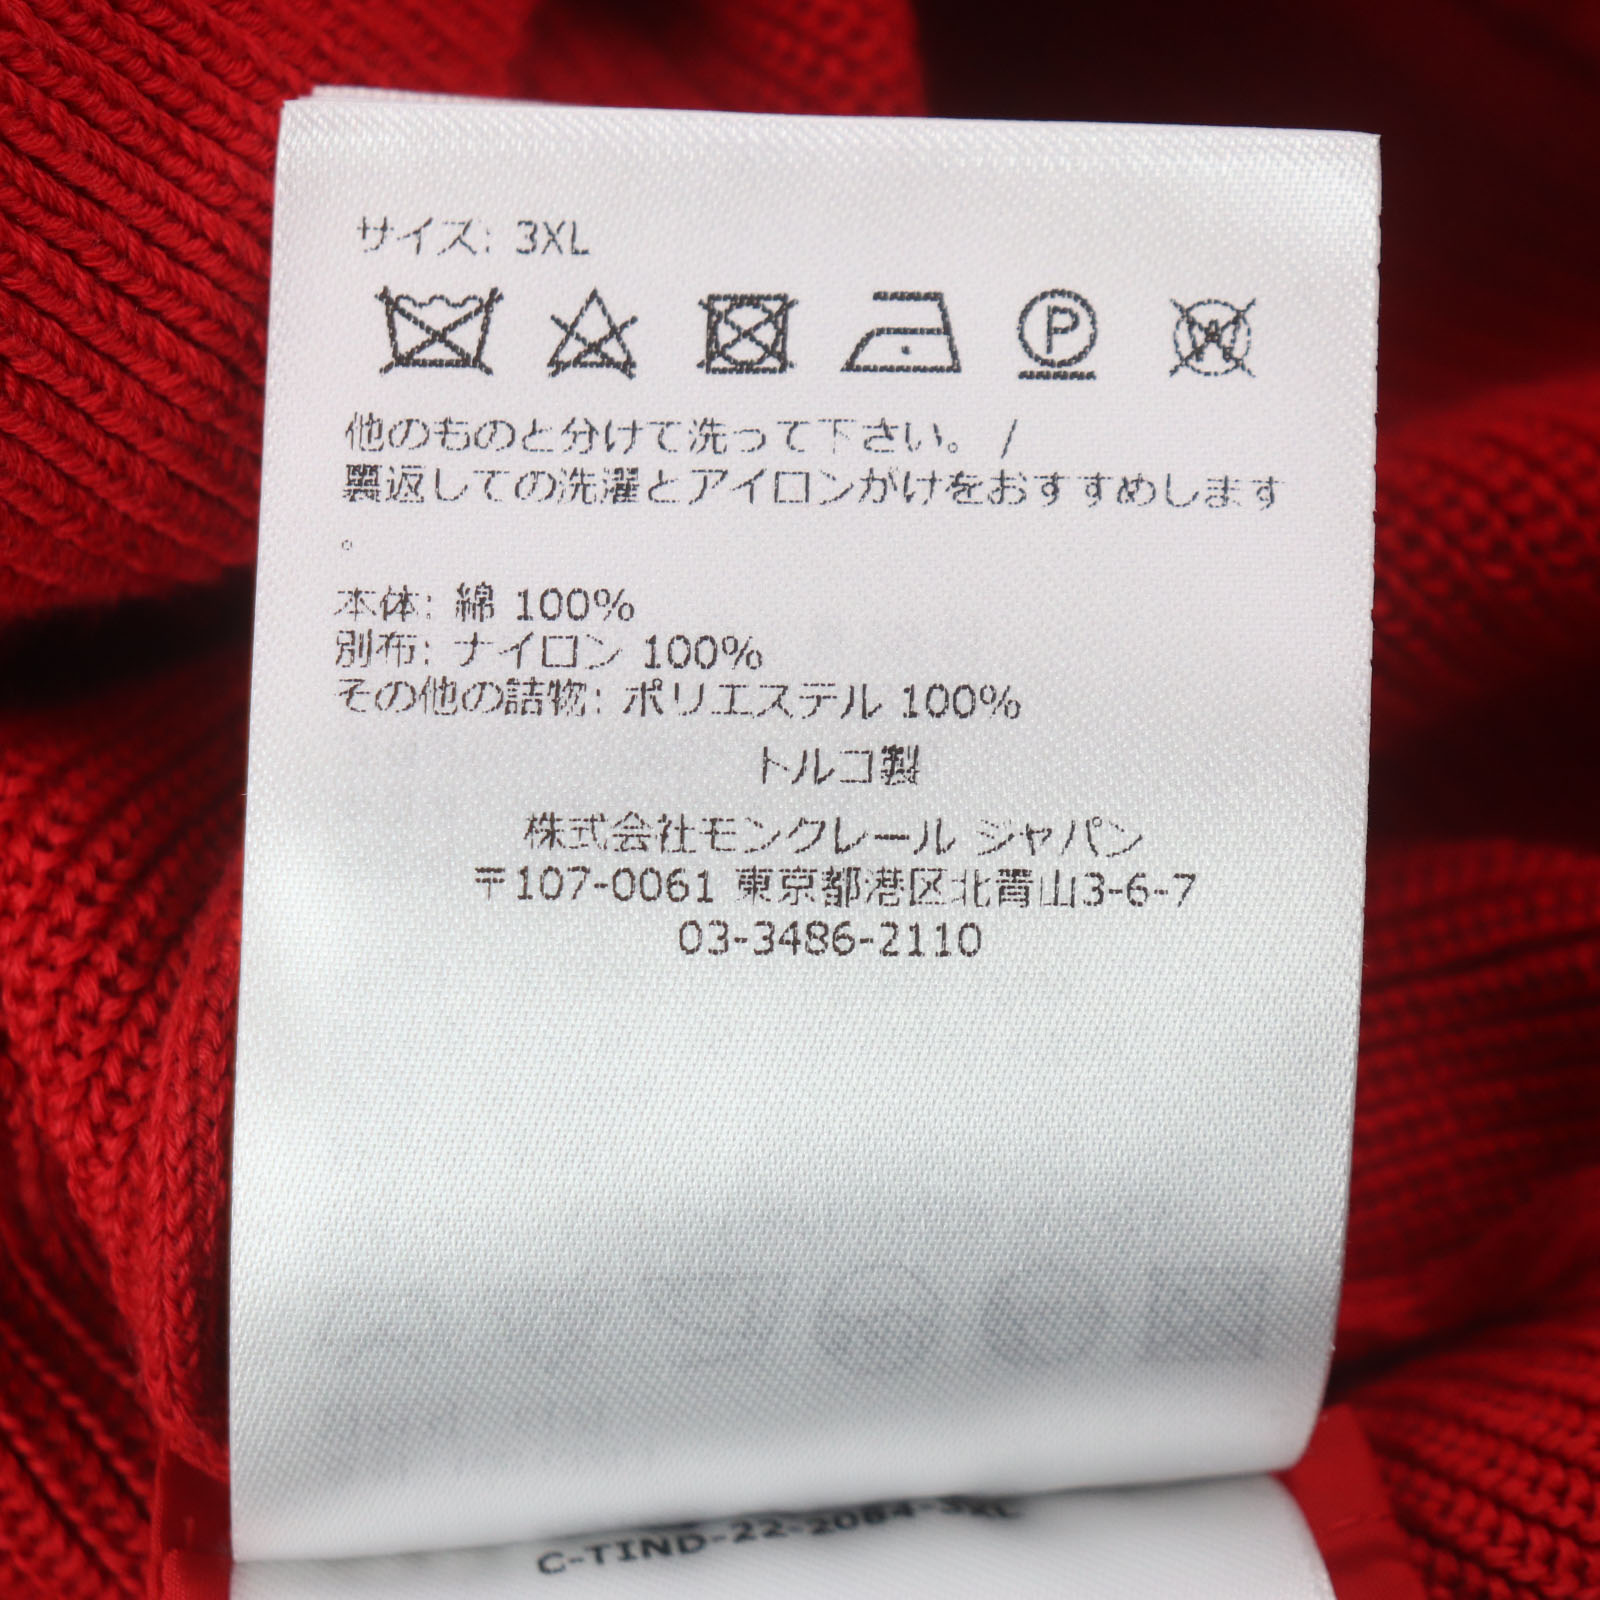 サイズ: 3XL
他のものと分けて洗って下さい。 /
裏返しての洗濯とアイロンがけをおすすめします
。
本体: 綿 100%
別布: ナイロン 100%
その他の詰物: ポリエステル 100%
トルコ製
株式会社モンクレール ジャパン
〒107-0061 東京都港区北青山3-6-7
03-3486-2110
C-TIND-22-2084-3XL